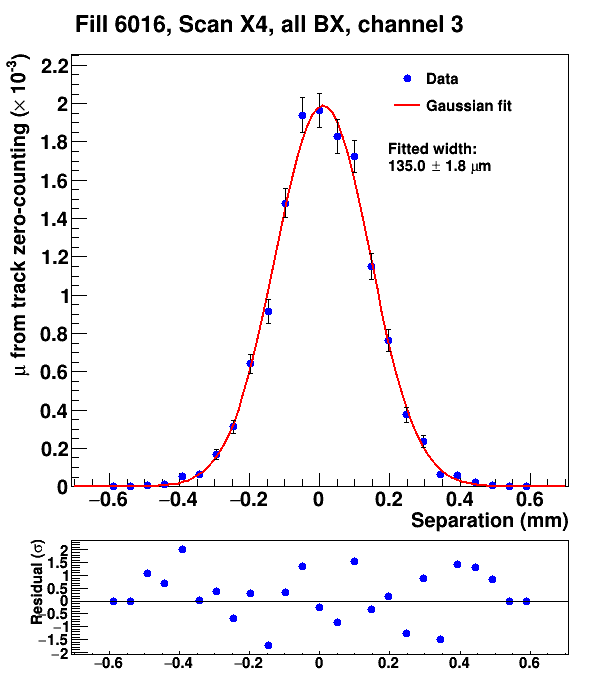 Fill 6016, Scan X4, all BX, channel 3
μ from track zero-counting (× 10⁻³)
2.2
2
1.8
1.6
1.4
1.2
1
0.8
0.6
0.4
0.2
0
Data
Gaussian fit
Fitted width:
135.0 ± 1.8 μm
−0.6 −0.4 −0.2 0 0.2 0.4 0.6
Separation (mm)
Residual (σ)
2
1.5
1
0.5
0
−0.5
−1
−1.5
−2
−0.6 −0.4 −0.2 0 0.2 0.4 0.6